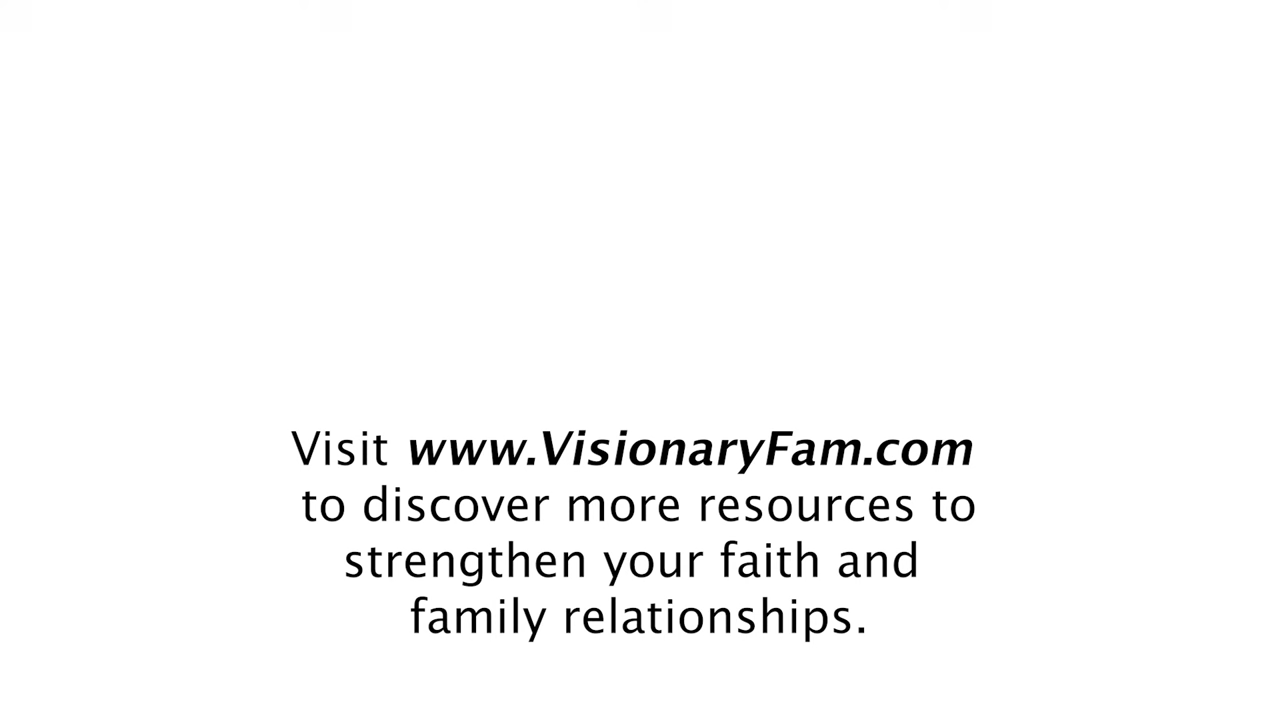 Visit www.VisionaryFam.com
to discover more resources to
strengthen your faith and
family relationships.